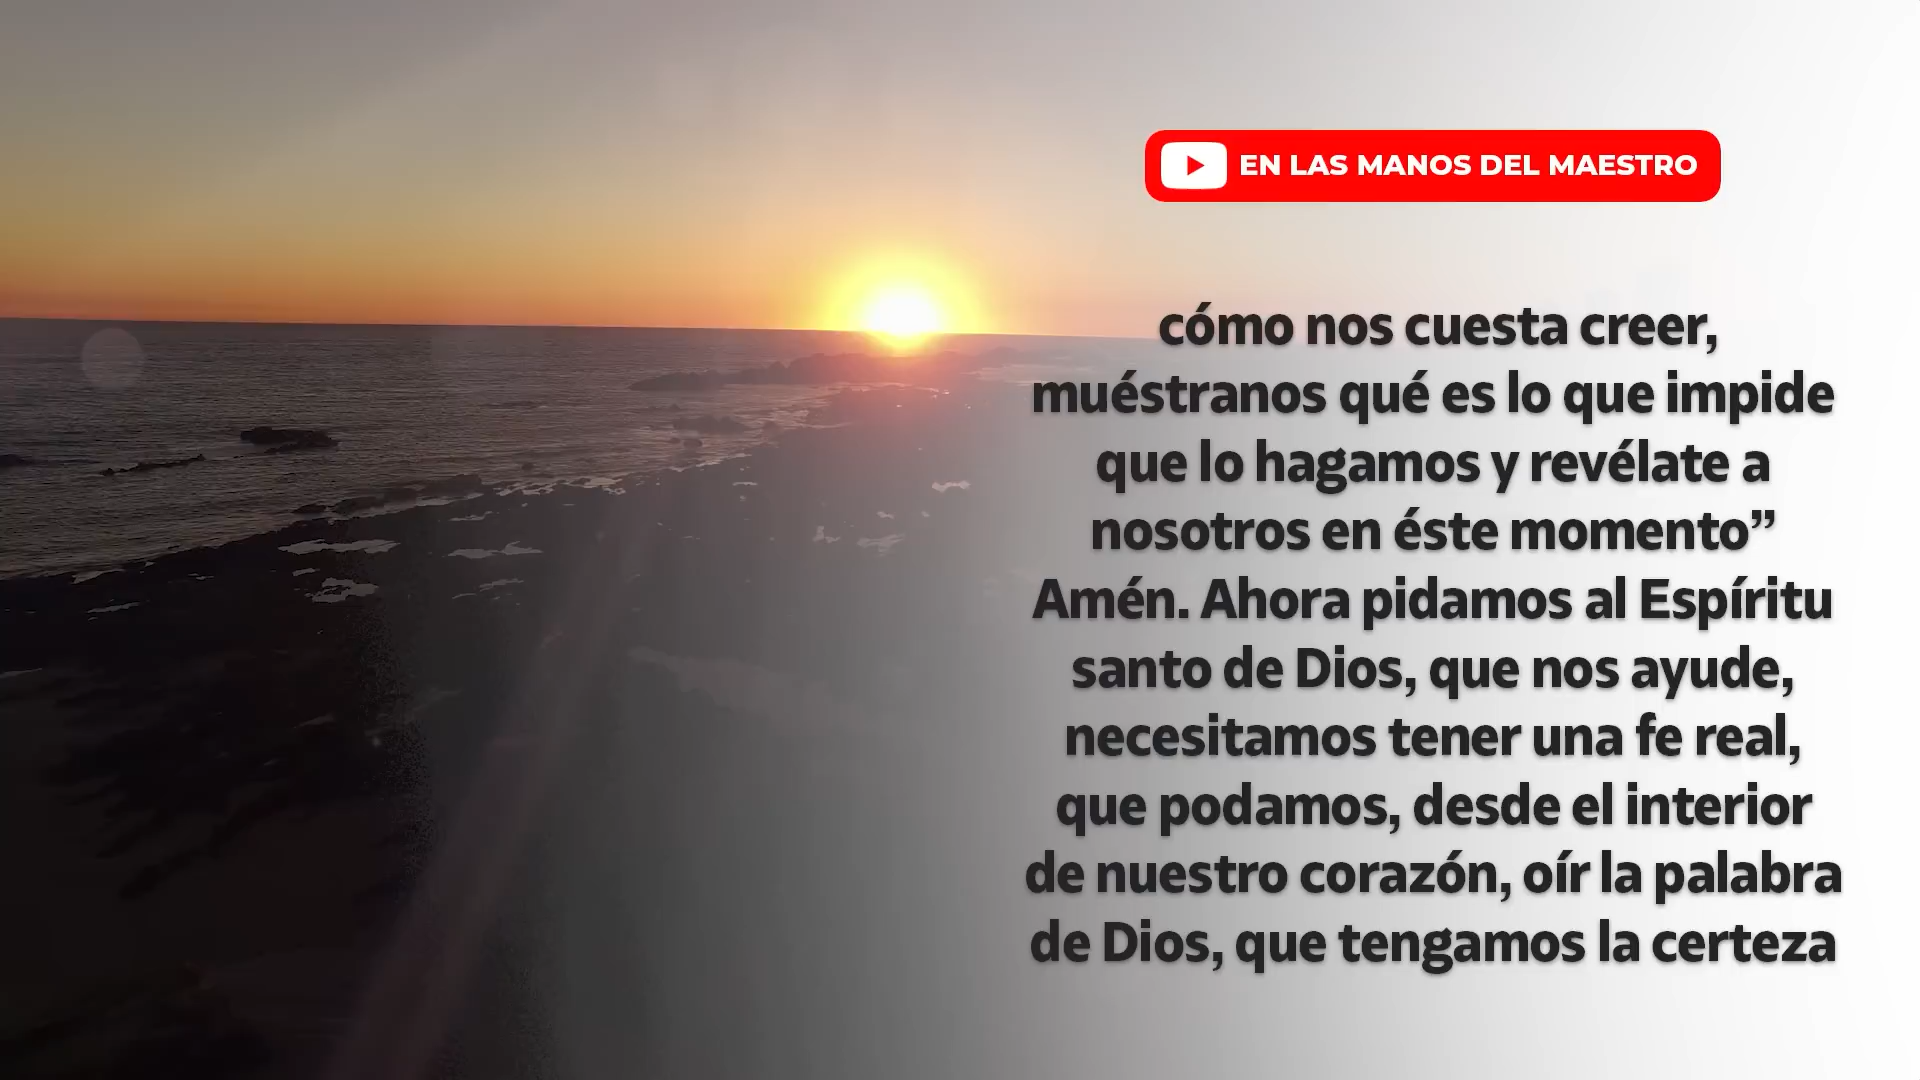 EN LAS MANOS DEL MAESTRO
cómo nos cuesta creer,
muéstranos qué es lo que impide
que lo hagamos y revélate a
nosotros en éste momento”
Amén. Ahora pidamos al Espíritu
santo de Dios, que nos ayude,
necesitamos tener una fe real,
que podamos, desde el interior
de nuestro corazón, oír la palabra
de Dios, que tengamos la certeza